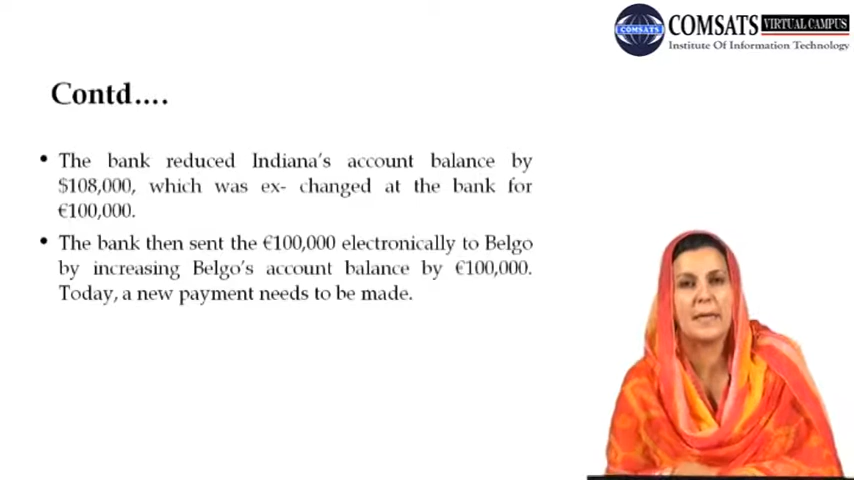 COMSATS
COMSATS VIRTUAL CAMPUS
Institute Of Information Technology
Contd....
• The bank reduced Indiana's account balance by
$108,000, which was ex- changed at the bank for
€100,000.
• The bank then sent the €100,000 electronically to Belgo
by increasing Belgo's account balance by €100,000.
Today, a new payment needs to be made.